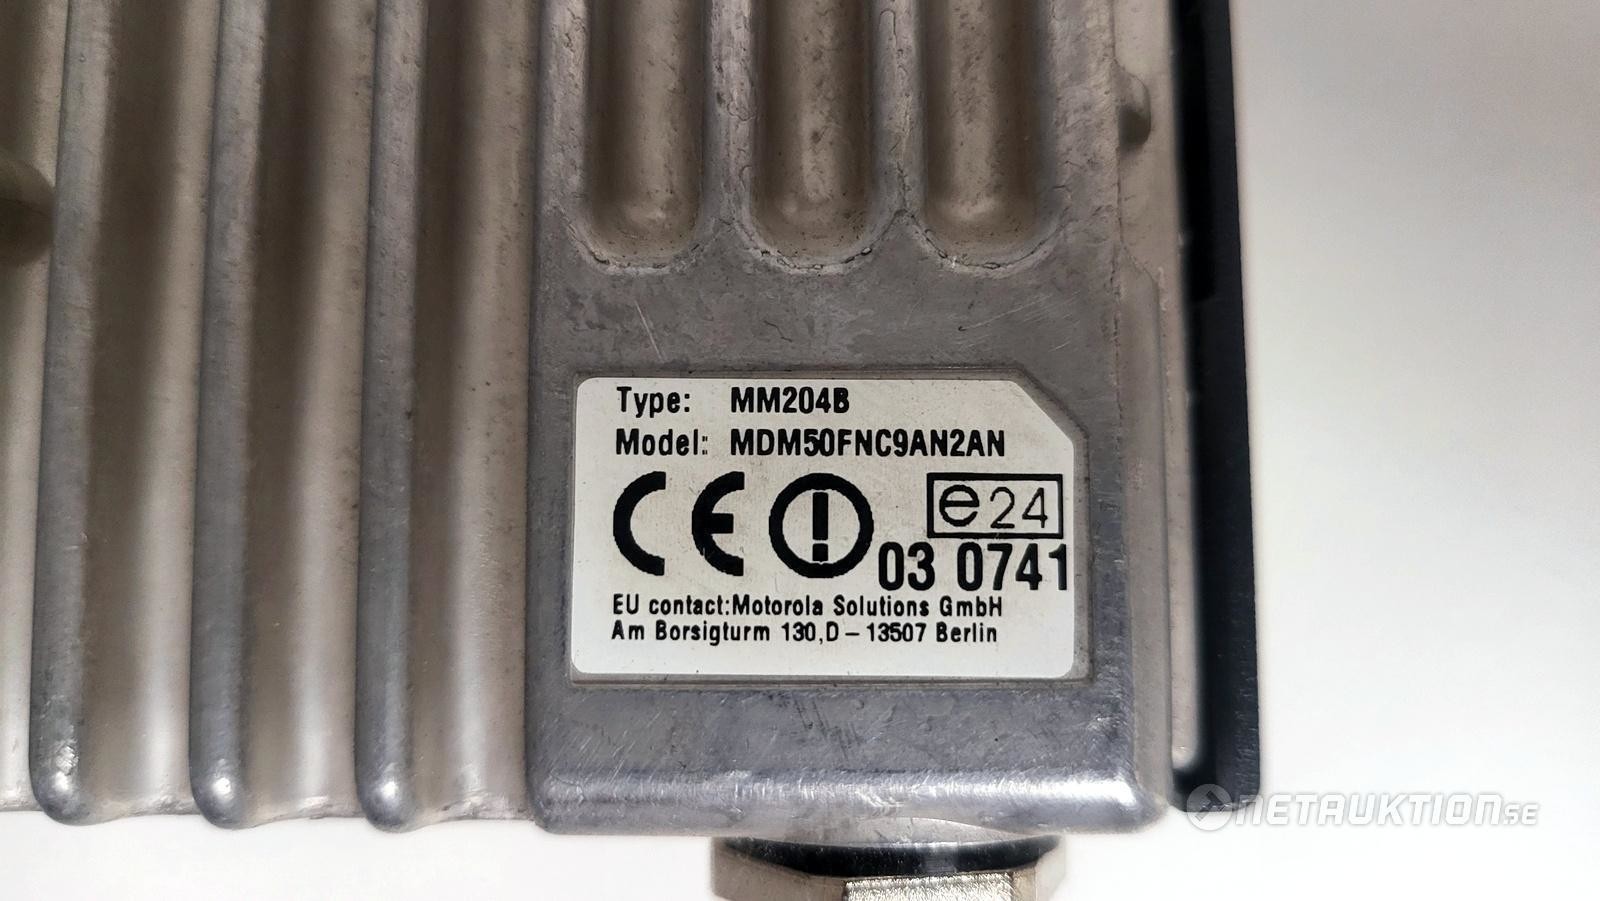 Type: MM204B
Model: MDM50FNC9AN2AN
CE ! e24
03 0741
EU contact:Motorola Solutions GmbH
Am Borsigturm 130,D-13507 Berlin
NETAUKTION.SE